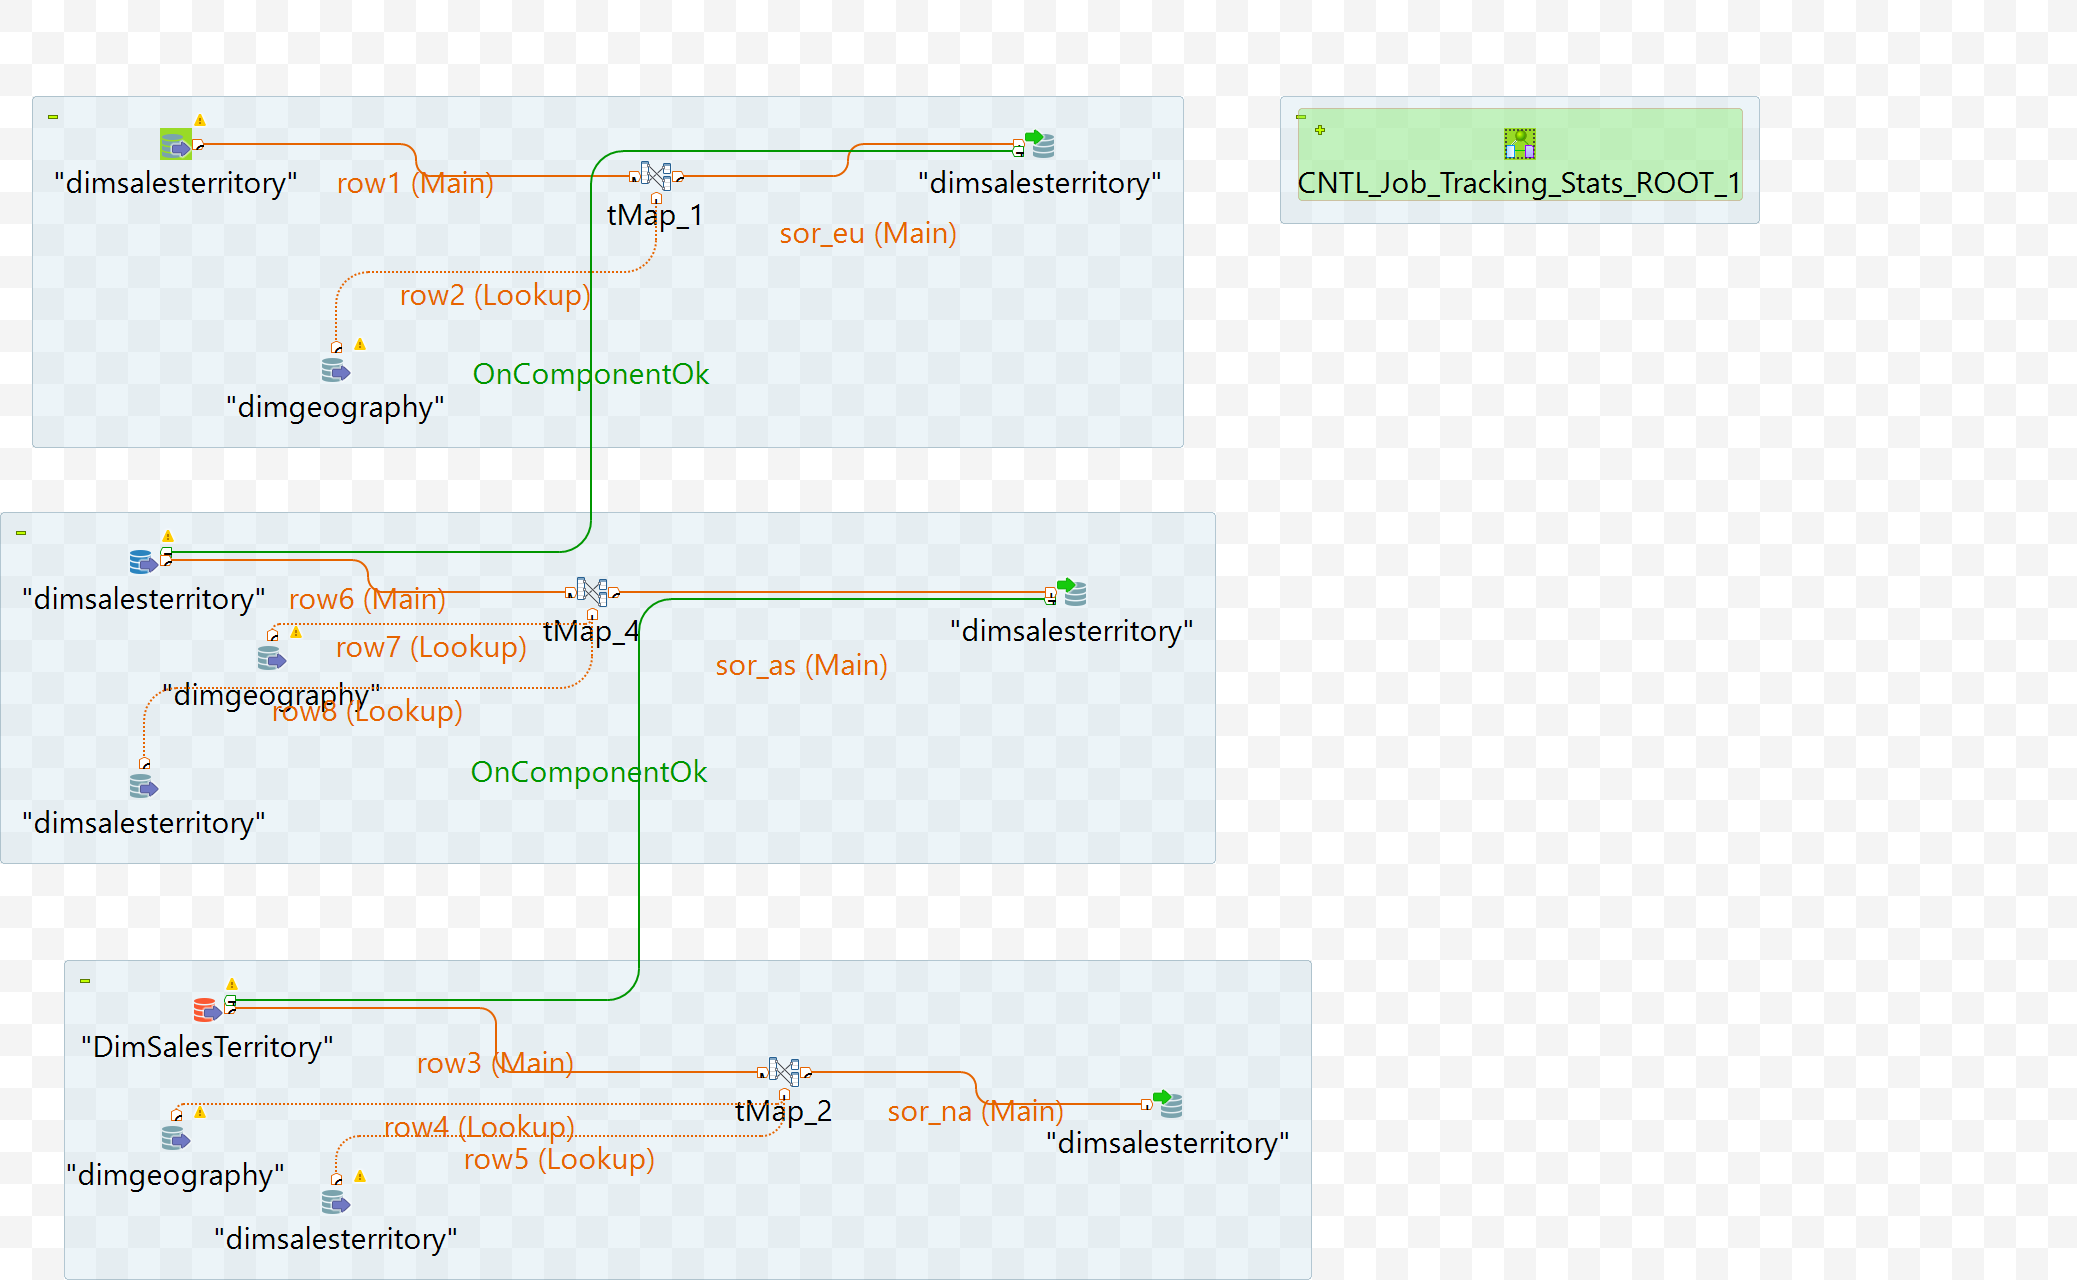 "dimsalesterritory"
row1 (Main)
tMap_1
"dimsalesterritory"
sor_eu (Main)
row2 (Lookup)
OnComponentOk
"dimgeography"
CNTL_Job_Tracking_Stats_ROOT_1
"dimsalesterritory"
row6 (Main)
tMap_4
"dimsalesterritory"
row7 (Lookup)
sor_as (Main)
"dimgeography"
row8 (Lookup)
OnComponentOk
"dimsalesterritory"
"DimSalesTerritory"
row3 (Main)
tMap_2
sor_na (Main)
row4 (Lookup)
"dimsalesterritory"
row5 (Lookup)
"dimgeography"
"dimsalesterritory"